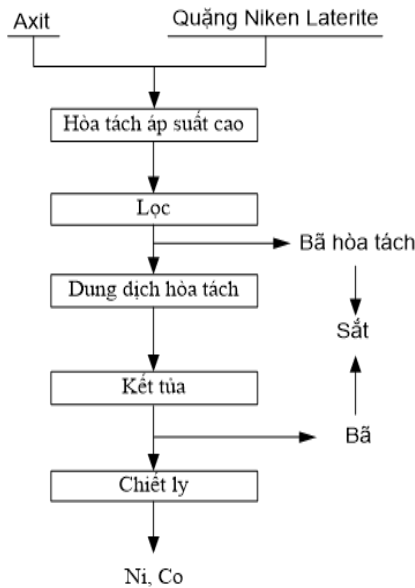 Axit
Quặng Niken Laterite
Hòa tách áp suất cao
Lọc
Bã hòa tách
Dung dịch hòa tách
Sắt
Kết tủa
Bã
Chiết ly
Ni, Co